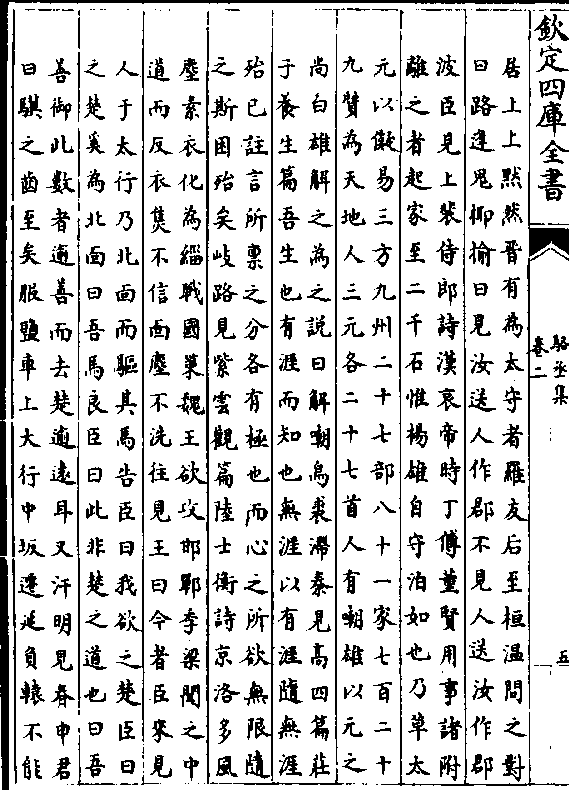 欽定四庫全書
駱丞集
卷二
五
居上上黙然晉有為太守者羅友后至桓温問之對
曰路逢鬼揶揄曰見汝送人作郡不見人送汝作郡
波臣見上裴侍郎詩漢哀帝時丁傅董賢用事諸附
離之者起家至二千石惟楊雄自守泊如也乃草太
元以儗易三方九州二十七部八十一家七百二十
九贊為天地人三元各二十七首人有嘲雄以元之
尚白雄解之為之說曰解嘲烏裘滯秦見髙四篇莊
于養生篇吾生也有涯而知也無涯以有涯隨無涯
殆已註言所禀之分各有極也而心之所欲無限隨
之斯困殆矣岐路見紫雲觀篇陸士衡詩京洛多風
塵素衣化為緇戰國策魏王欲攻邯鄲季梁聞之中
道而反衣雋不信面塵不洗往見王曰今者臣來見
人于太行乃北面而驅其馬告臣曰我欲之楚臣曰
之楚奚為北面曰吾馬良臣曰此非楚之道也曰吾
善御此數者逾善而去楚逾遠耳又汗明見春申君
曰騏之齒至矣服鹽車上大行中坂遷延負轅不能